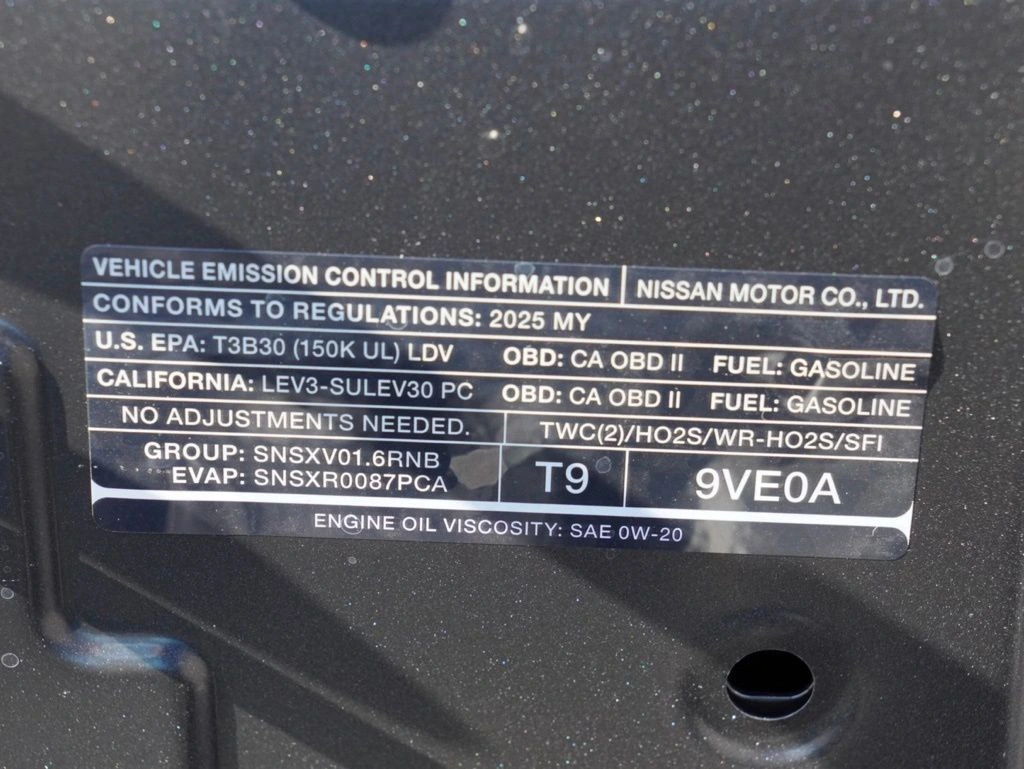 VEHICLE EMISSION CONTROL INFORMATION NISSAN MOTOR CO., LTD.
CONFORMS TO REGULATIONS: 2025 MY
U.S. EPA: T3B30 (150K UL) LDV OBD: CA OBD II FUEL: GASOLINE
CALIFORNIA: LEV3-SULEV30 PC OBD: CA OBD II FUEL: GASOLINE
NO ADJUSTMENTS NEEDED. TWC(2)/HO2S/WR-HO2S/SFI
GROUP: SNSXV01.6RNB
EVAP: SNSXR0087PCA
T9 9VE0A
ENGINE OIL VISCOSITY: SAE 0W-20